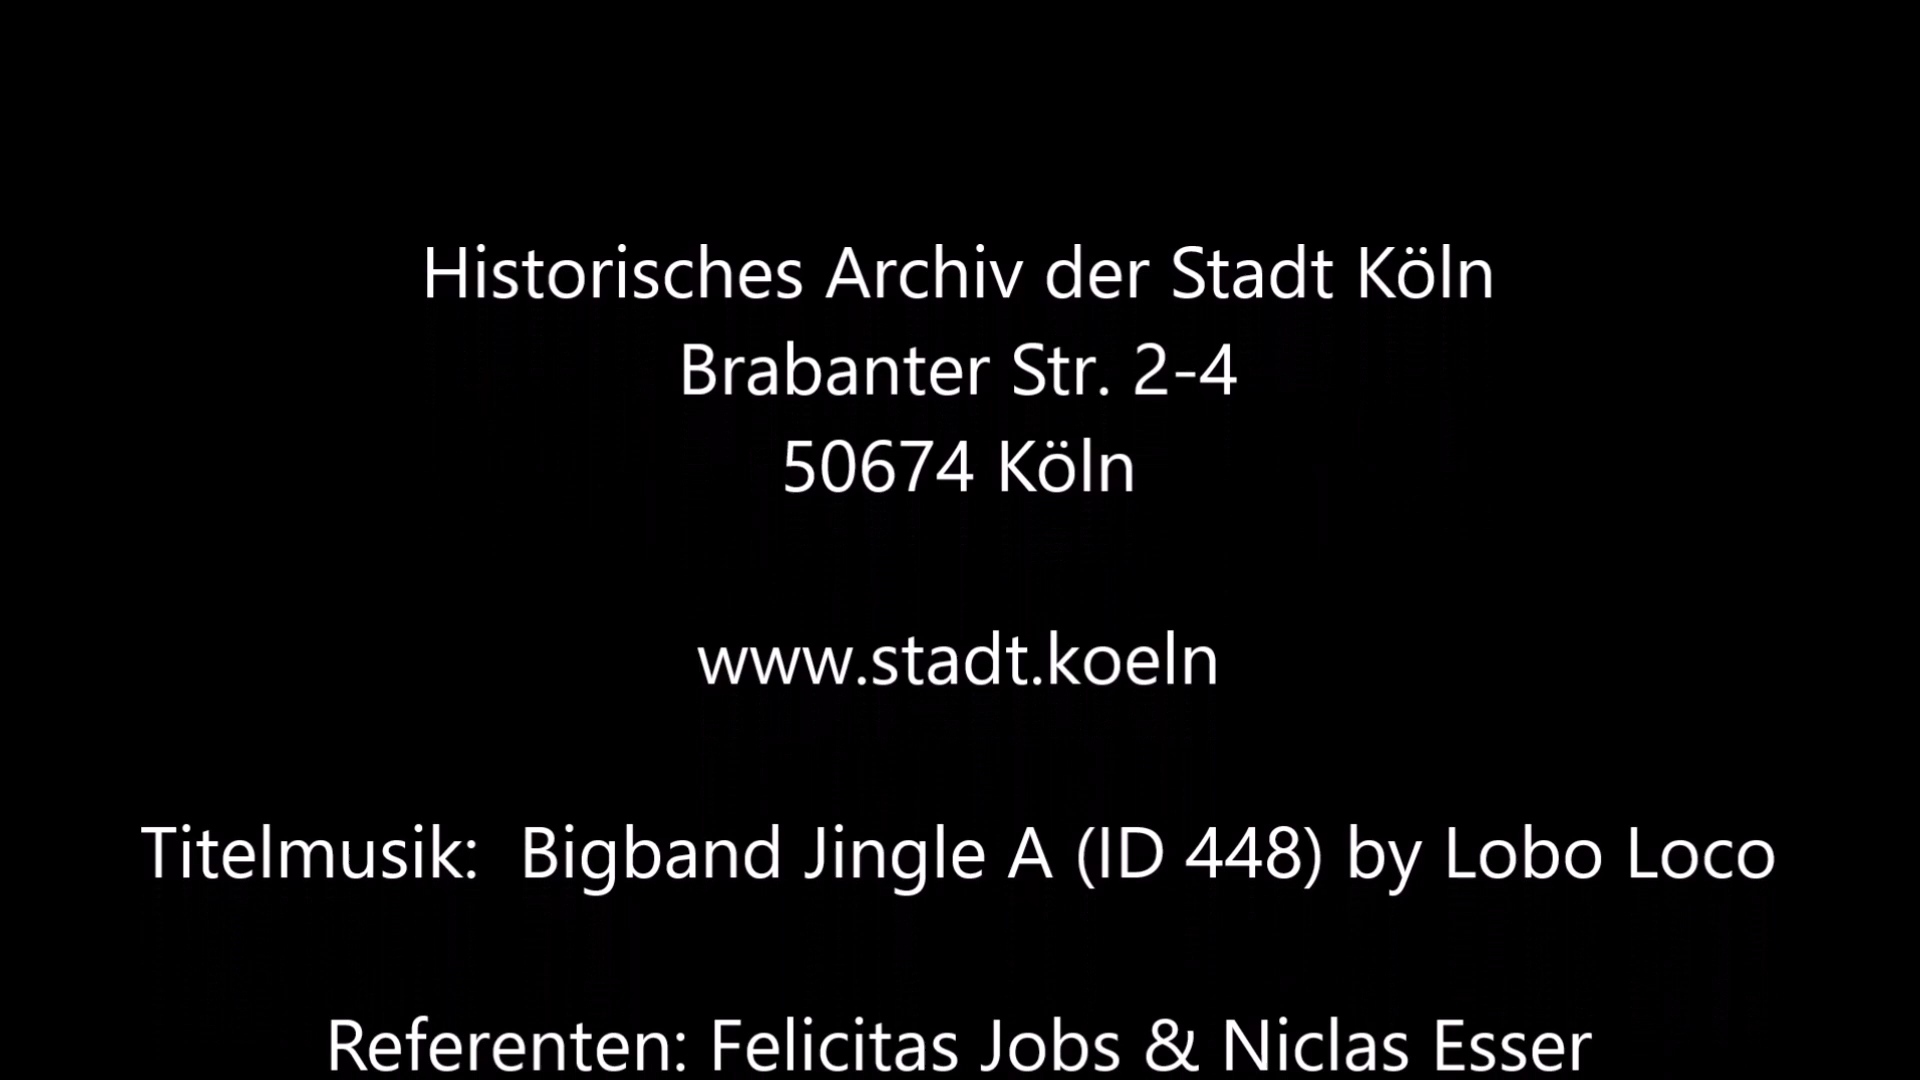 Historisches Archiv der Stadt Köln
Brabanter Str. 2-4
50674 Köln
www.stadt.koeln
Titelmusik:  Bigband Jingle A (ID 448) by Lobo Loco
Referenten: Felicitas Jobs & Niclas Esser